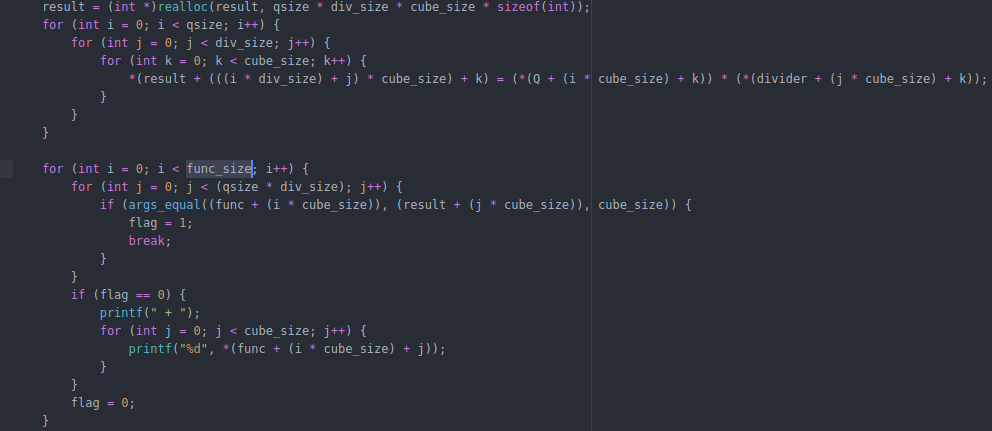 result = (int *)realloc(result, qsize * div_size * cube_size * sizeof(int));
for (int i = 0; i < qsize; i++) {
    for (int j = 0; j < div_size; j++) {
        for (int k = 0; k < cube_size; k++) {
            *(result + (((i * div_size) + j) * cube_size) + k) = (*(Q + (i * cube_size) + k)) * (*(divider + (j * cube_size) + k));
        }
    }
}

for (int i = 0; i < func_size; i++) {
    for (int j = 0; j < (qsize * div_size); j++) {
        if (args_equal((func + (i * cube_size)), (result + (j * cube_size)), cube_size)) {
            flag = 1;
            break;
        }
    }
    if (flag == 0) {
        printf(" + ");
        for (int j = 0; j < cube_size; j++) {
            printf("%d", *(func + (i * cube_size) + j));
        }
    }
    flag = 0;
}